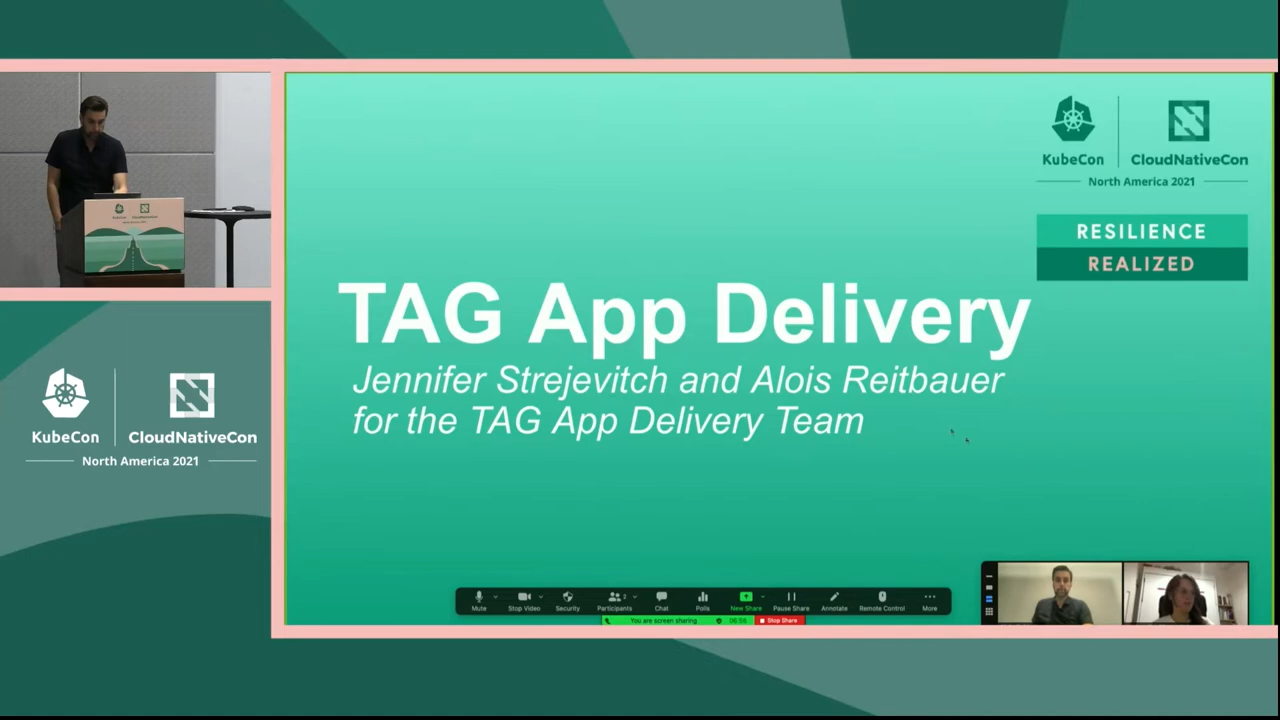 KubeCon
CloudNativeCon
North America 2021
RESILIENCE
REALIZED
TAG App Delivery
Jennifer Strejevitch and Alois Reitbauer
for the TAG App Delivery Team
KubeCon
CloudNativeCon
North America 2021
Mute
Stop Video
Security
Participants
2
Chat
Polls
New Share
Pause Share
Annotate
Remote Control
More
You are screen sharing
Stop Share